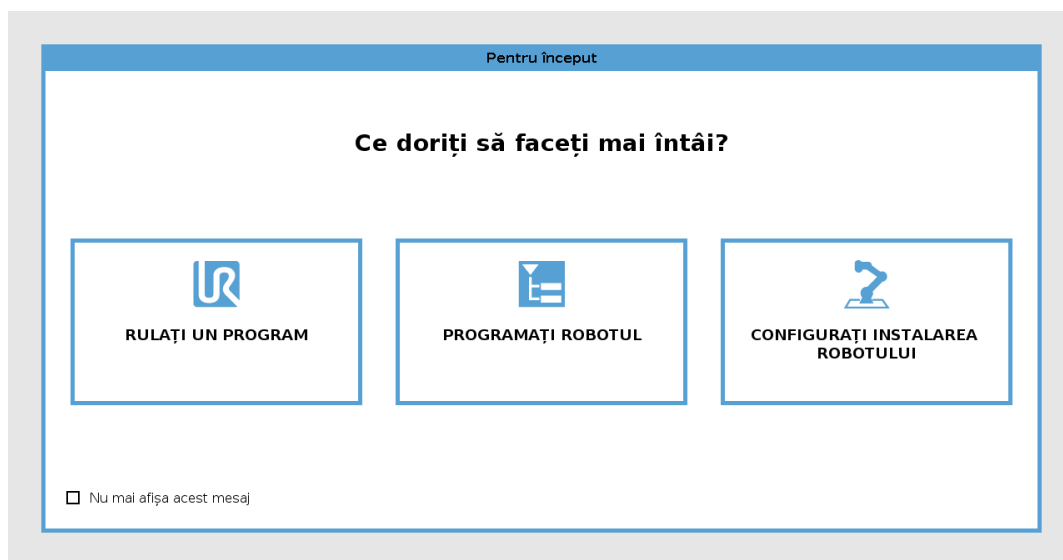 Pentru început
Ce doriți să faceți mai întâi?
RULAȚI UN PROGRAM
PROGRAMAȚI ROBOTUL
CONFIGURAȚI INSTALAREA
ROBOTULUI
Nu mai afișa acest mesaj